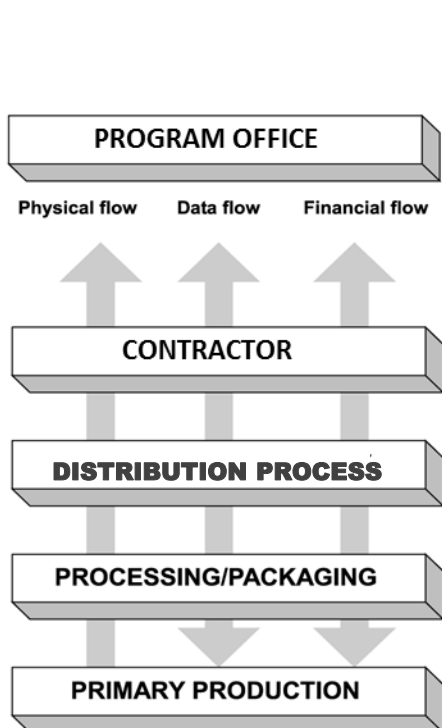 PROGRAM OFFICE
Physical flow Data flow Financial flow
CONTRACTOR
DISTRIBUTION PROCESS
PROCESSING/PACKAGING
PRIMARY PRODUCTION